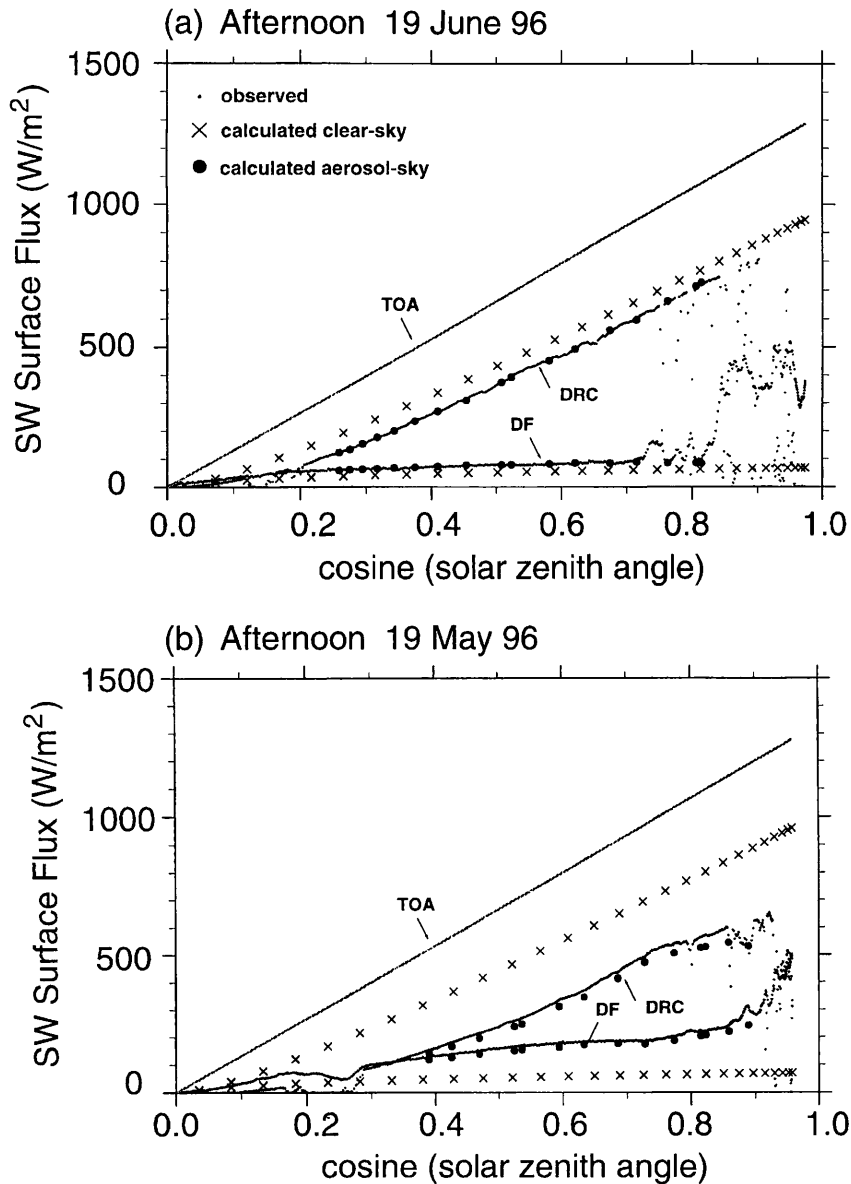 (a) Afternoon 19 June 96
1500
1000
500
0
SW Surface Flux (W/m²)
observed
calculated clear-sky
calculated aerosol-sky
TOA
DRC
DF
0.0 0.2 0.4 0.6 0.8 1.0
cosine (solar zenith angle)
(b) Afternoon 19 May 96
1500
1000
500
0
SW Surface Flux (W/m²)
TOA
DF
DRC
0.0 0.2 0.4 0.6 0.8 1.0
cosine (solar zenith angle)